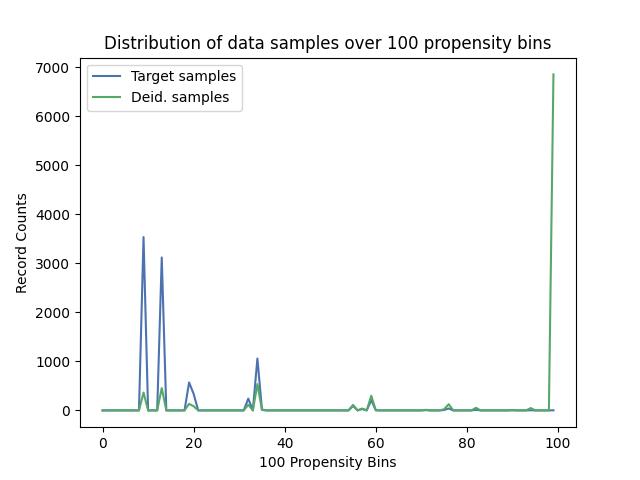 Distribution of data samples over 100 propensity bins
Target samples
Deid. samples
Record Counts
7000
6000
5000
4000
3000
2000
1000
0
0 20 40 60 80 100
100 Propensity Bins